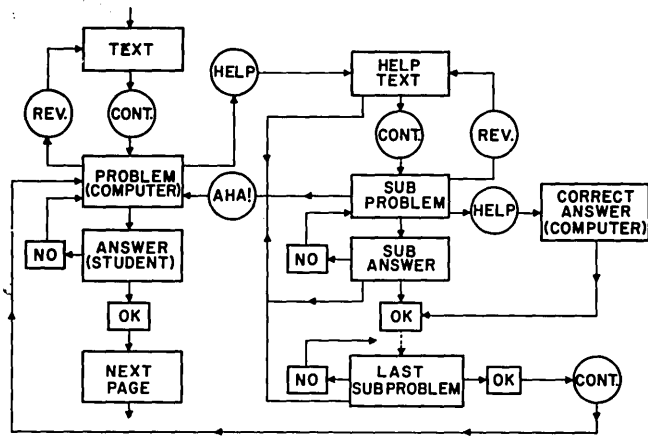 TEXT
REV.
CONT.
PROBLEM
(COMPUTER)
NO
ANSWER
(STUDENT)
OK
NEXT
PAGE
HELP
AHA!
HELP
TEXT
CONT.
REV.
SUB
PROBLEM
HELP
CORRECT
ANSWER
(COMPUTER)
NO
SUB
ANSWER
OK
NO
LAST
SUBPROBLEM
OK
CONT.